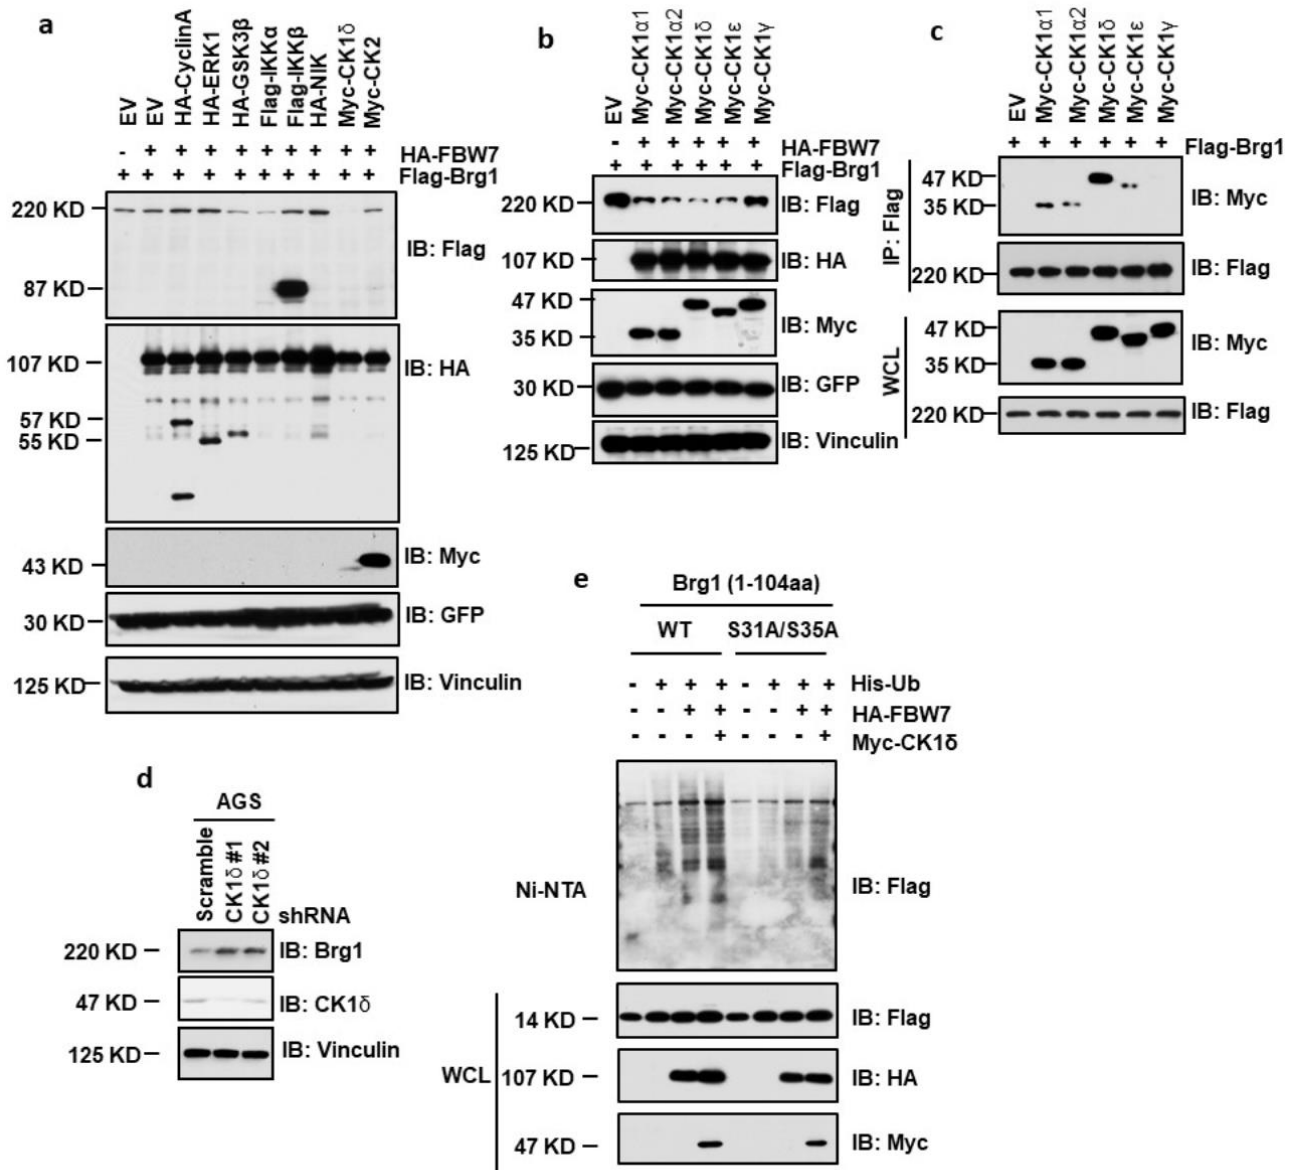 a
EV
EV
HA-CyclinA
HA-ERK1
HA-GSK3β
Flag-IKKα
Flag-IKKβ
HA-NIK
Myc-CK1δ
Myc-CK2
- + + + + + + + + + HA-FBW7
+ + + + + + + + + + Flag-Brg1
220 KD
IB: Flag
87 KD
107 KD
IB: HA
57 KD
55 KD
43 KD
IB: Myc
30 KD
IB: GFP
125 KD
IB: Vinculin
b
EV
Myc-CK1α1
Myc-CK1α2
Myc-CK1δ
Myc-CK1ε
Myc-CK1γ
- + + + + + HA-FBW7
+ + + + + + Flag-Brg1
220 KD
IB: Flag
107 KD
IB: HA
47 KD
IB: Myc
35 KD
30 KD
IB: GFP
125 KD
IB: Vinculin
c
EV
Myc-CK1α1
Myc-CK1α2
Myc-CK1δ
Myc-CK1ε
Myc-CK1γ
+ + + + + + Flag-Brg1
IP: Flag
47 KD
IB: Myc
35 KD
220 KD
IB: Flag
WCL
47 KD
IB: Myc
35 KD
220 KD
IB: Flag
d
AGS
Scramble
CK1δ#1
CK1δ#2
shRNA
220 KD
IB: Brg1
47 KD
IB: CK1δ
125 KD
IB: Vinculin
e
Brg1 (1-104aa)
WT S31A/S35A
- + + + - + + + His-Ub
- - + + - - + + HA-FBW7
- - - + - - - + Myc-CK1δ
Ni-NTA
IB: Flag
WCL
14 KD
IB: Flag
107 KD
IB: HA
47 KD
IB: Myc